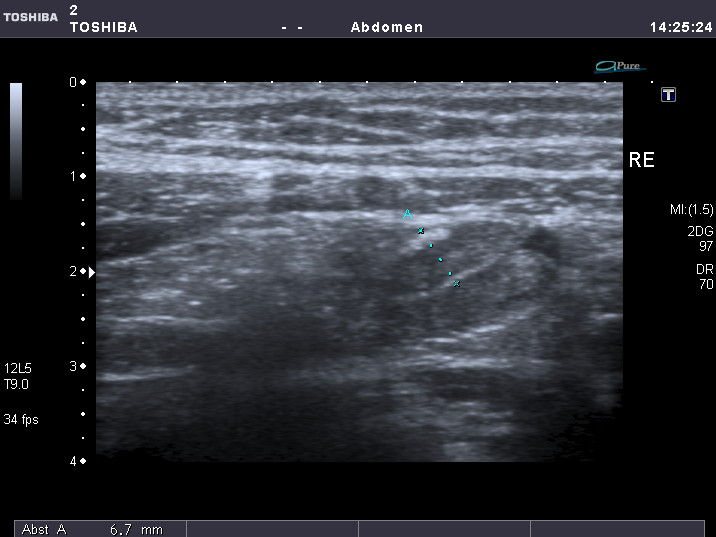 TOSHIBA
2
TOSHIBA - - Abdomen 14:25:24
aPure
T
0
1
2
3
4
A
RE
MI:(1.5)
2DG
97
DR
70
12L5
T9.0
34 fps
Abst A 6.7 mm